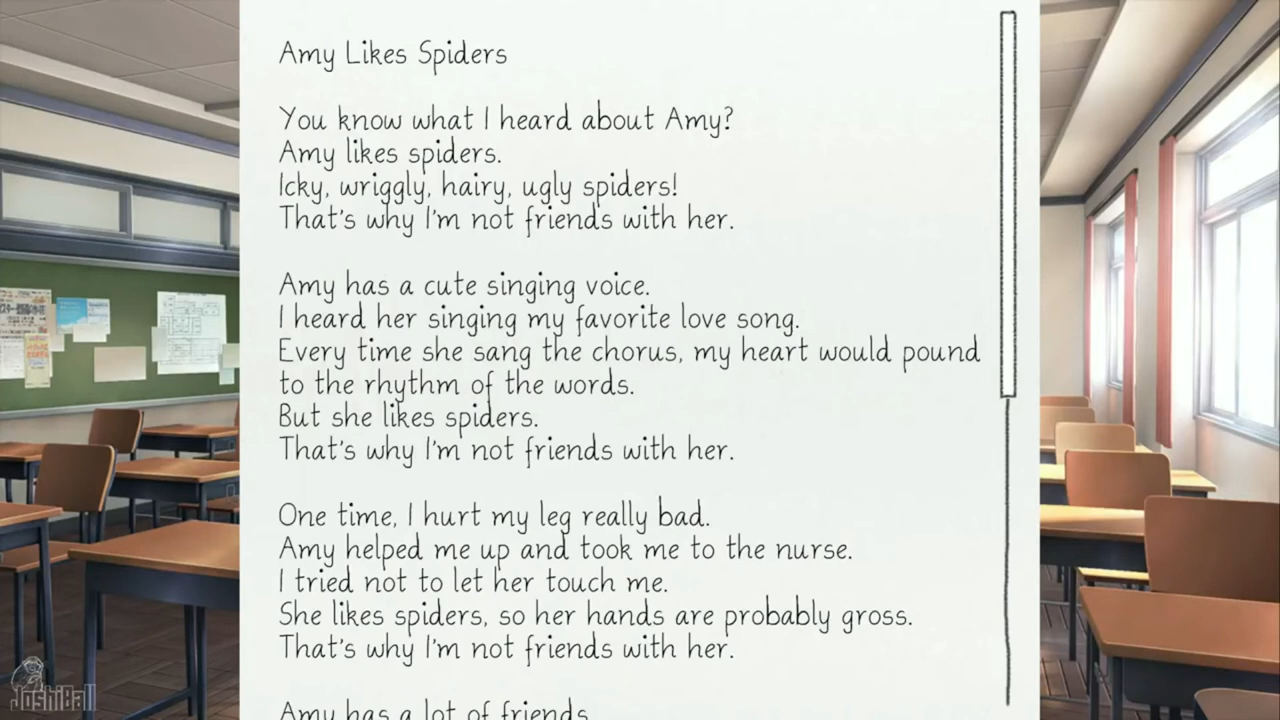 Amy Likes Spiders
You know what I heard about Amy?
Amy likes spiders.
Icky, wriggly, hairy, ugly spiders!
That's why I'm not friends with her.
Amy has a cute singing voice.
I heard her singing my favorite love song.
Every time she sang the chorus, my heart would pound
to the rhythm of the words.
But she likes spiders.
That's why I'm not friends with her.
One time, I hurt my leg really bad.
Amy helped me up and took me to the nurse.
I tried not to let her touch me.
She likes spiders, so her hands are probably gross.
That's why I'm not friends with her.
Amy has a lot of friends
JoshiBall